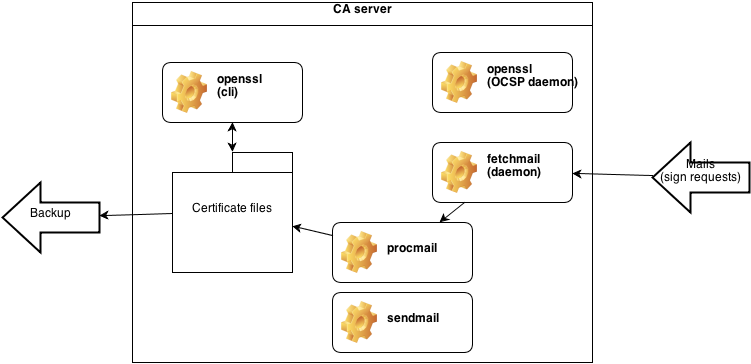 CA server
openssl
(cli)
openssl
(OCSP daemon)
fetchmail
(daemon)
Mails
(sign requests)
Certificate files
Backup
procmail
sendmail